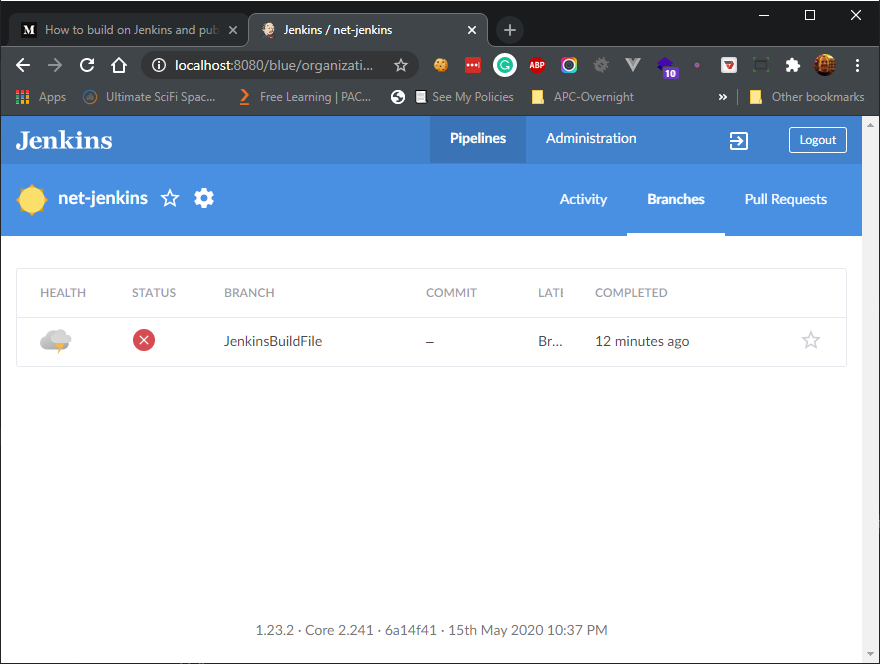 M How to build on Jenkins and pub
Jenkins / net-jenkins
localhost:8080/blue/organizati...
ABP
10
Apps
Ultimate SciFi Spac...
Free Learning | PAC...
See My Policies
APC-Overnight
»
Other bookmarks
Jenkins
Pipelines
Administration
Logout
net-jenkins
Activity
Branches
Pull Requests
HEALTH STATUS BRANCH COMMIT LATE COMPLETED
JenkinsBuildFile – Br... 12 minutes ago
1.23.2 · Core 2.241 · 6a14f41 · 15th May 2020 10:37 PM